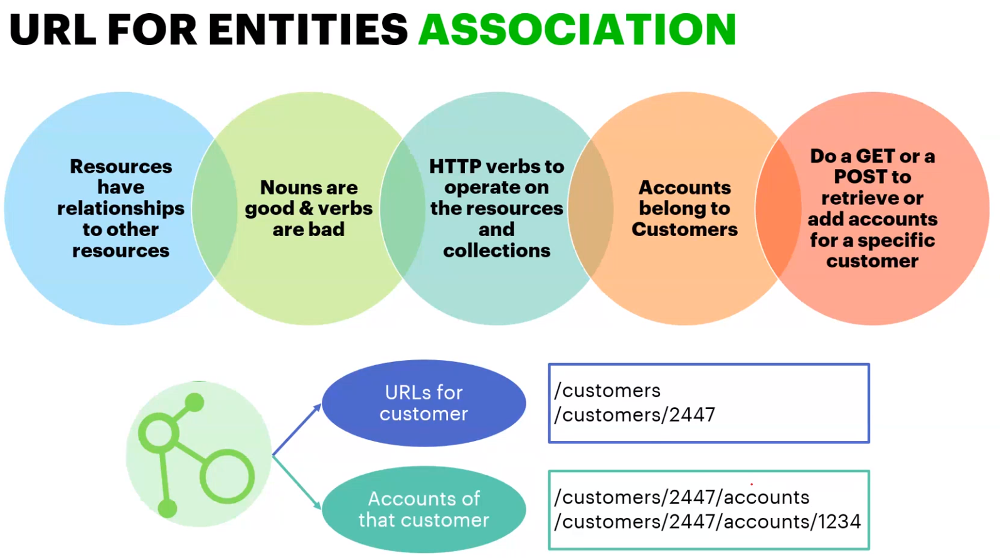 URL FOR ENTITIES ASSOCIATION
Resources
have
relationships
to other
resources
Nouns are
good & verbs
are bad
HTTP verbs to
operate on
the resources
and
collections
Accounts
belong to
Customers
Do a GET or a
POST to
retrieve or
add accounts
for a specific
customer
URLs for
customer
/customers
/customers/2447
Accounts of
that customer
/customers/2447/accounts
/customers/2447/accounts/1234